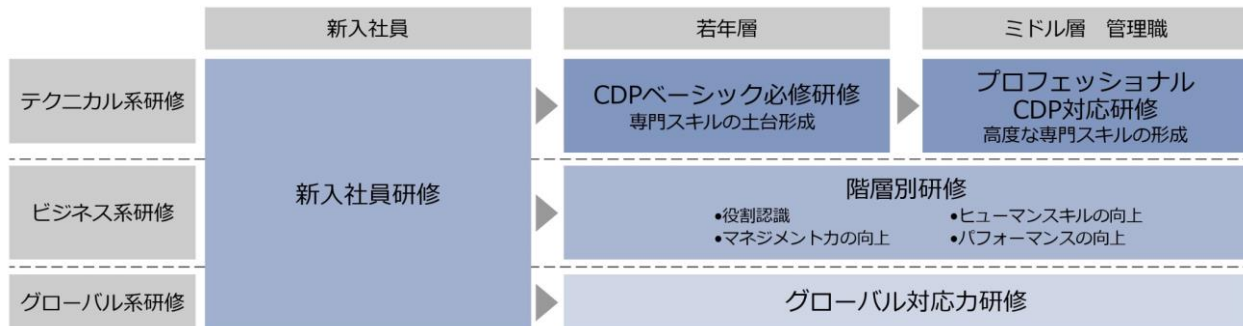 新入社員
若年層
ミドル層　管理職
テクニカル系研修
CDPベーシック必修研修
専門スキルの土台形成
プロフェッショナル
CDP対応研修
高度な専門スキルの形成
ビジネス系研修
新入社員研修
階層別研修
•役割認識
•ヒューマンスキルの向上
•マネジメント力の向上
•パフォーマンスの向上
グローバル系研修
グローバル対応力研修